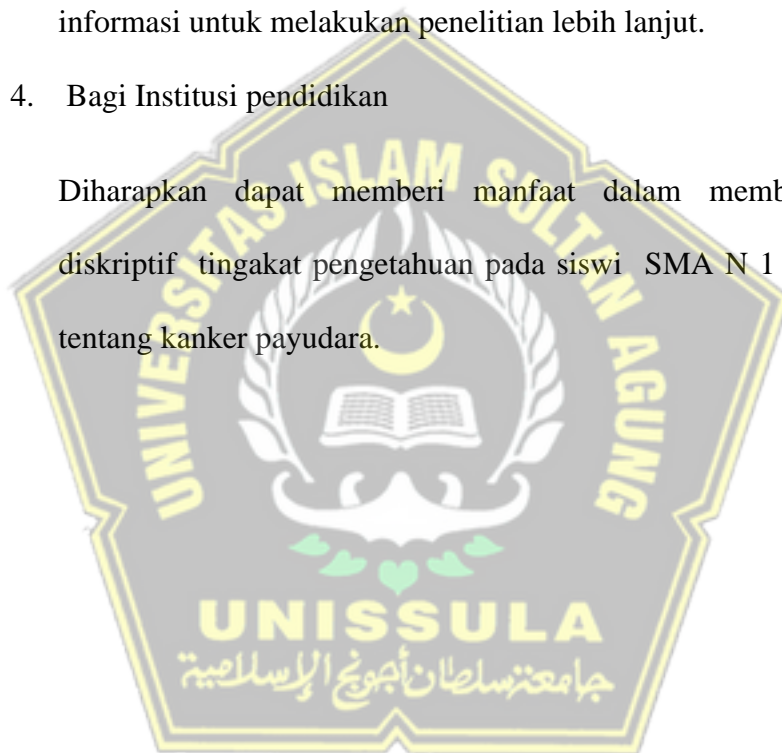 informasi untuk melakukan penelitian lebih lanjut.
4. Bagi Institusi pendidikan
Diharapkan dapat memberi manfaat dalam memb
diskriptif tingakat pengetahuan pada siswi SMA N 1
tentang kanker payudara.
UNIVERSITAS ISLAM SULTAN AGUNG
UNISSULA
جامعة سلطان أجونج الإسلامية